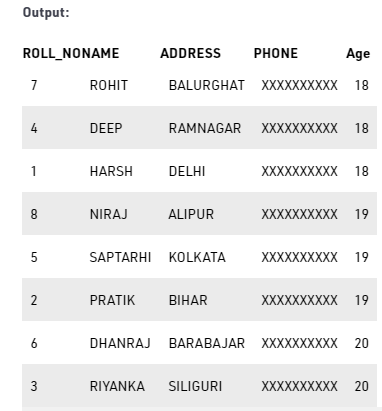 Output:
ROLL_NONAME ADDRESS PHONE Age
7 ROHIT BALURGHAT XXXXXXXXXX 18
4 DEEP RAMNAGAR XXXXXXXXXX 18
1 HARSH DELHI XXXXXXXXXX 18
8 NIRAJ ALIPUR XXXXXXXXXX 19
5 SAPTARHI KOLKATA XXXXXXXXXX 19
2 PRATIK BIHAR XXXXXXXXXX 19
6 DHANRAJ BARABAJAR XXXXXXXXXX 20
3 RIYANKA SILIGURI XXXXXXXXXX 20